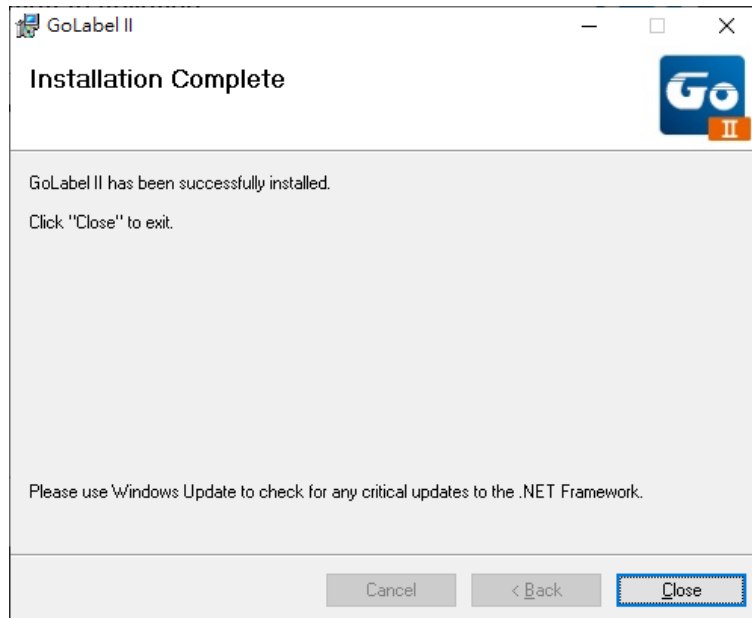 GoLabel II
Installation Complete
Go
II
GoLabel II has been successfully installed.
Click "Close" to exit.
Please use Windows Update to check for any critical updates to the .NET Framework.
Cancel
< Back
Close